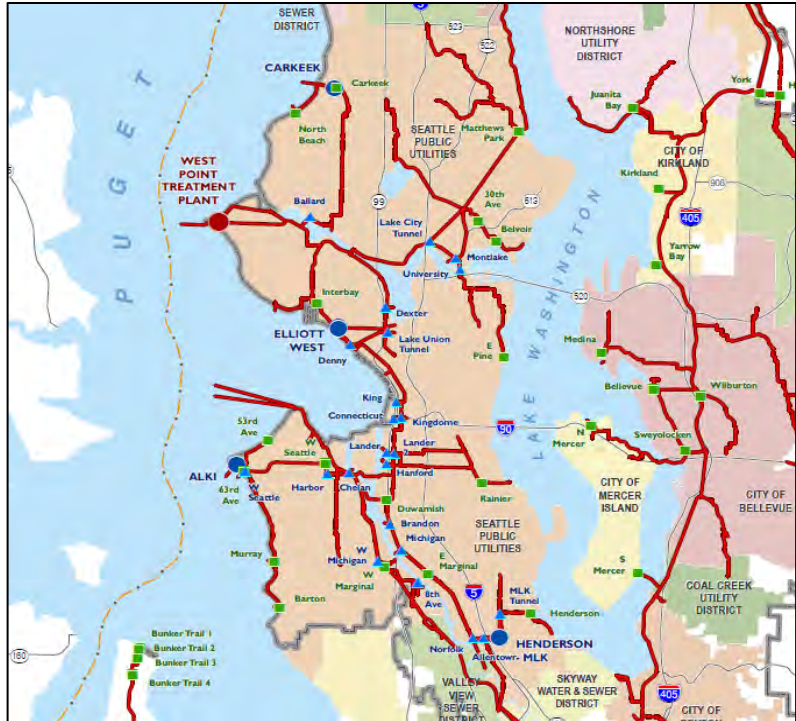 SEWER
DISTRICT
5
523
522
NORTHSHORE
UTILITY
DISTRICT
CARKEEK
Carkeek
York
Juanita
Bay
North
Beach
SEATTLE
PUBLIC
UTILITIES
Matthews
Park
CITY OF
KIRKLAND
PUGET
WEST
POINT
TREATMENT
PLANT
Kirkland
908
99
30th
Ave
513
405
Ballard
Lake City
Tunnel
Belvoir
Montlake
University
Yarrow
Bay
LAKE WASHINGTON
520
Interbay
Dexter
ELLIOTT
WEST
Lake Union
Tunnel
Denny
E
Pine
Medina
Bellevue
Wilburton
King
Connecticut
Kingdome
90
N
Mercer
Sweyolocken
53rd
Ave
W
Seattle
Lander
Lander
2
Hanford
ALKI
63rd
Ave
W
Seattle
Harbor
Chelan
Rainier
CITY OF
MERCER
ISLAND
CITY OF
BELLEVUE
Duwamish
Brandon
Michigan
SEATTLE
PUBLIC
UTILITIES
Murray
W
Michigan
W
Marginal
E
Marginal
8th
Ave
5
MLK
Tunnel
S
Mercer
COAL CREEK
UTILITY
DISTRICT
Barton
Henderson
Norfolk
Allentown
HENDERSON
MLK
Bunker Trail 1
Bunker Trail 2
Bunker Trail 3
Bunker Trail 4
160
VALLEY
VIEW
SEWER
DISTRICT
SKYWAY
WATER & SEWER
DISTRICT
405
CITY OF